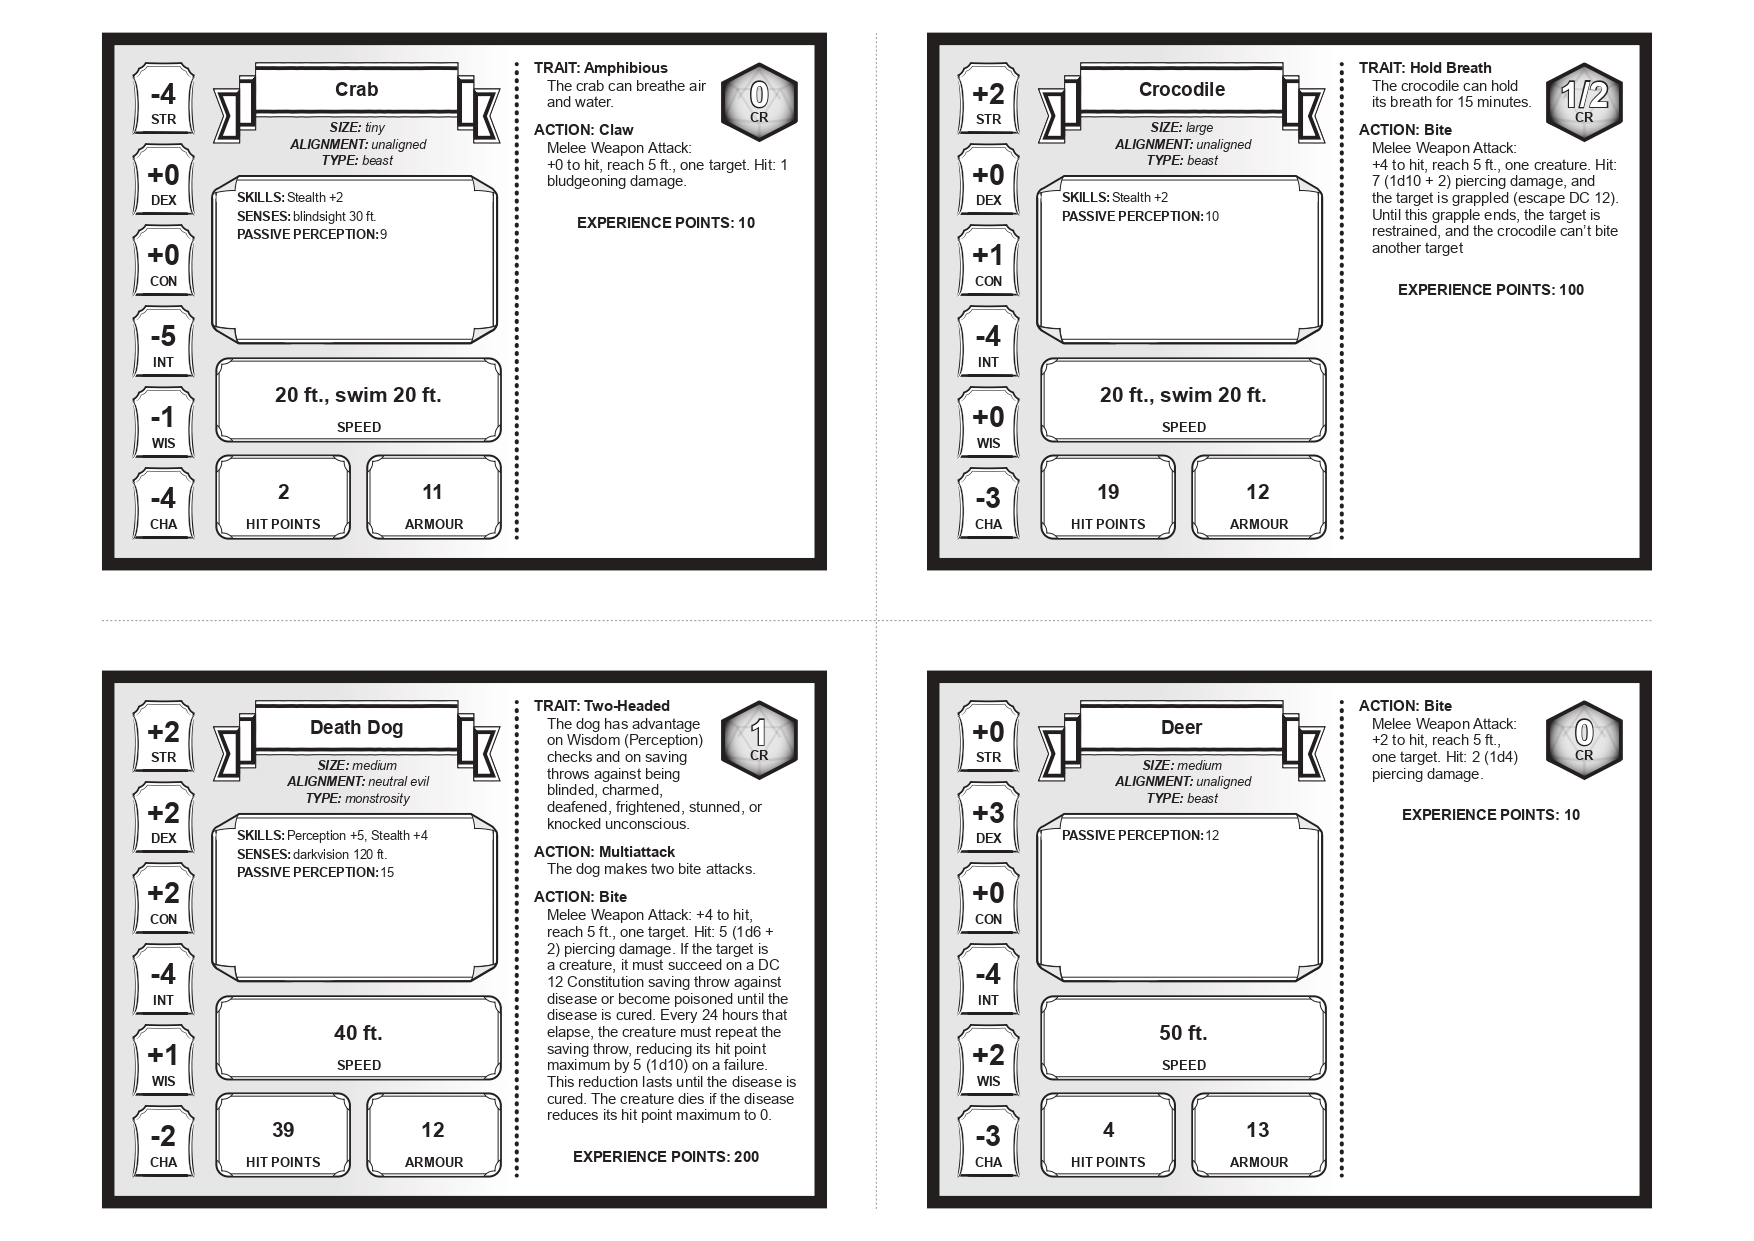 -4
STR
+0
DEX
+0
CON
-5
INT
-1
WIS
-4
CHA
Crab
SIZE: tiny
ALIGNMENT: unaligned
TYPE: beast
SKILLS: Stealth +2
SENSES: blindsight 30 ft.
PASSIVE PERCEPTION: 9
20 ft., swim 20 ft.
SPEED
2
HIT POINTS
11
ARMOUR
TRAIT: Amphibious
The crab can breathe air
and water.
0
CR
ACTION: Claw
Melee Weapon Attack:
+0 to hit, reach 5 ft., one target. Hit: 1
bludgeoning damage.
EXPERIENCE POINTS: 10
+2
STR
+0
DEX
+1
CON
-4
INT
+0
WIS
-3
CHA
Crocodile
SIZE: large
ALIGNMENT: unaligned
TYPE: beast
SKILLS: Stealth +2
PASSIVE PERCEPTION: 10
20 ft., swim 20 ft.
SPEED
19
HIT POINTS
12
ARMOUR
TRAIT: Hold Breath
The crocodile can hold
its breath for 15 minutes.
1/2
CR
ACTION: Bite
Melee Weapon Attack:
+4 to hit, reach 5 ft., one creature. Hit:
7 (1d10 + 2) piercing damage, and
the target is grappled (escape DC 12).
Until this grapple ends, the target is
restrained, and the crocodile can't bite
another target
EXPERIENCE POINTS: 100
+2
STR
+2
DEX
+2
CON
-4
INT
+1
WIS
-2
CHA
Death Dog
SIZE: medium
ALIGNMENT: neutral evil
TYPE: monstrosity
SKILLS: Perception +5, Stealth +4
SENSES: darkvision 120 ft.
PASSIVE PERCEPTION: 15
40 ft.
SPEED
39
HIT POINTS
12
ARMOUR
TRAIT: Two-Headed
The dog has advantage
on Wisdom (Perception)
checks and on saving
throws against being
blinded, charmed,
deafened, frightened, stunned, or
knocked unconscious.
1
CR
ACTION: Multiattack
The dog makes two bite attacks.
ACTION: Bite
Melee Weapon Attack: +4 to hit,
reach 5 ft., one target. Hit: 5 (1d6 +
2) piercing damage. If the target is
a creature, it must succeed on a DC
12 Constitution saving throw against
disease or become poisoned until the
disease is cured. Every 24 hours that
elapse, the creature must repeat the
saving throw, reducing its hit point
maximum by 5 (1d10) on a failure.
This reduction lasts until the disease is
cured. The creature dies if the disease
reduces its hit point maximum to 0.
EXPERIENCE POINTS: 200
+0
STR
+3
DEX
+0
CON
-4
INT
+2
WIS
-3
CHA
Deer
SIZE: medium
ALIGNMENT: unaligned
TYPE: beast
PASSIVE PERCEPTION: 12
50 ft.
SPEED
4
HIT POINTS
13
ARMOUR
ACTION: Bite
Melee Weapon Attack:
+2 to hit, reach 5 ft.,
one target. Hit: 2 (1d4)
piercing damage.
0
CR
EXPERIENCE POINTS: 10